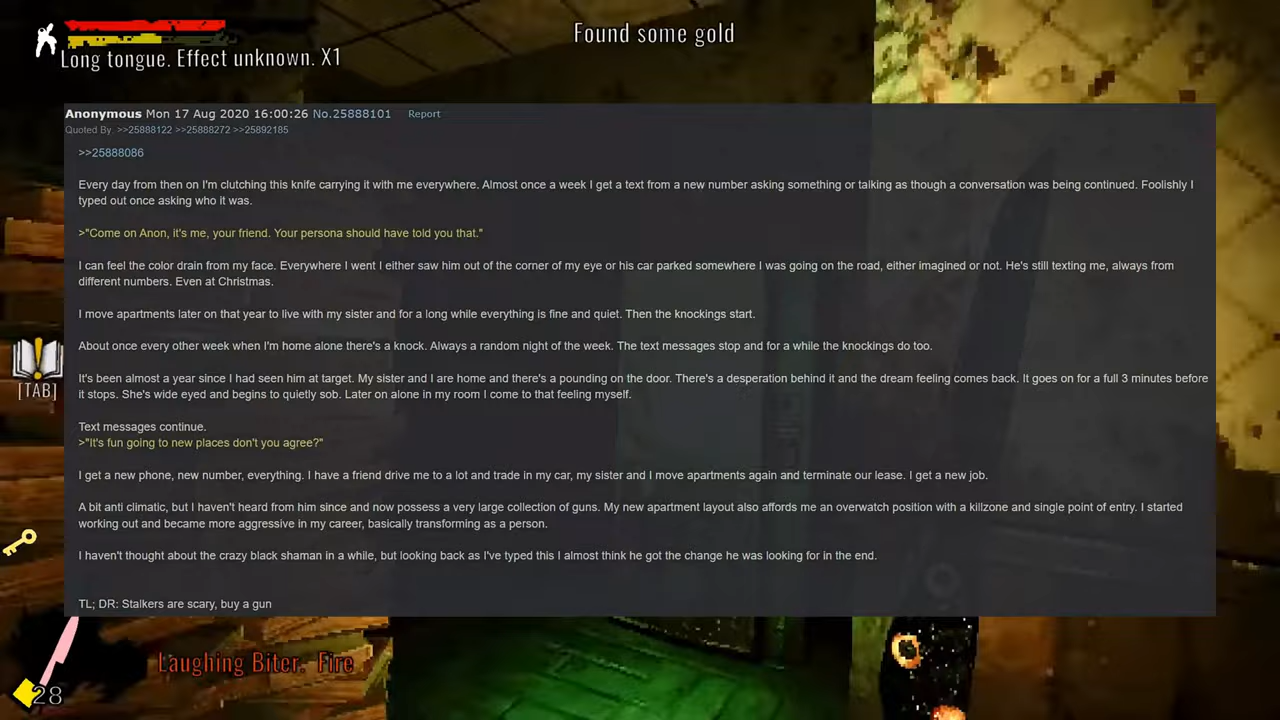 Found some gold
Long tongue. Effect unknown. X1
Anonymous Mon 17 Aug 2020 16:00:26 No.25888101 Report
Quoted By: >>25888122 >>25888272 >>25892185
>>25888086
Every day from then on I'm clutching this knife carrying it with me everywhere. Almost once a week I get a text from a new number asking something or talking as though a conversation was being continued. Foolishly I
typed out once asking who it was.
>"Come on Anon, it's me, your friend. Your persona should have told you that."
I can feel the color drain from my face. Everywhere I went I either saw him out of the corner of my eye or his car parked somewhere I was going on the road, either imagined or not. He's still texting me, always from
different numbers. Even at Christmas.
I move apartments later on that year to live with my sister and for a long while everything is fine and quiet. Then the knockings start.
About once every other week when I'm home alone there's a knock. Always a random night of the week. The text messages stop and for a while the knockings do too.
It's been almost a year since I had seen him at target. My sister and I are home and there's a pounding on the door. There's a desperation behind it and the dream feeling comes back. It goes on for a full 3 minutes before
it stops. She's wide eyed and begins to quietly sob. Later on alone in my room I come to that feeling myself.
Text messages continue.
>"It's fun going to new places don't you agree?"
I get a new phone, new number, everything. I have a friend drive me to a lot and trade in my car, my sister and I move apartments again and terminate our lease. I get a new job.
A bit anti climatic, but I haven't heard from him since and now possess a very large collection of guns. My new apartment layout also affords me an overwatch position with a killzone and single point of entry. I started
working out and became more aggressive in my career, basically transforming as a person.
I haven't thought about the crazy black shaman in a while, but looking back as I've typed this I almost think he got the change he was looking for in the end.
TL; DR: Stalkers are scary, buy a gun
[TAB]
Laughing Biter. Fire
28